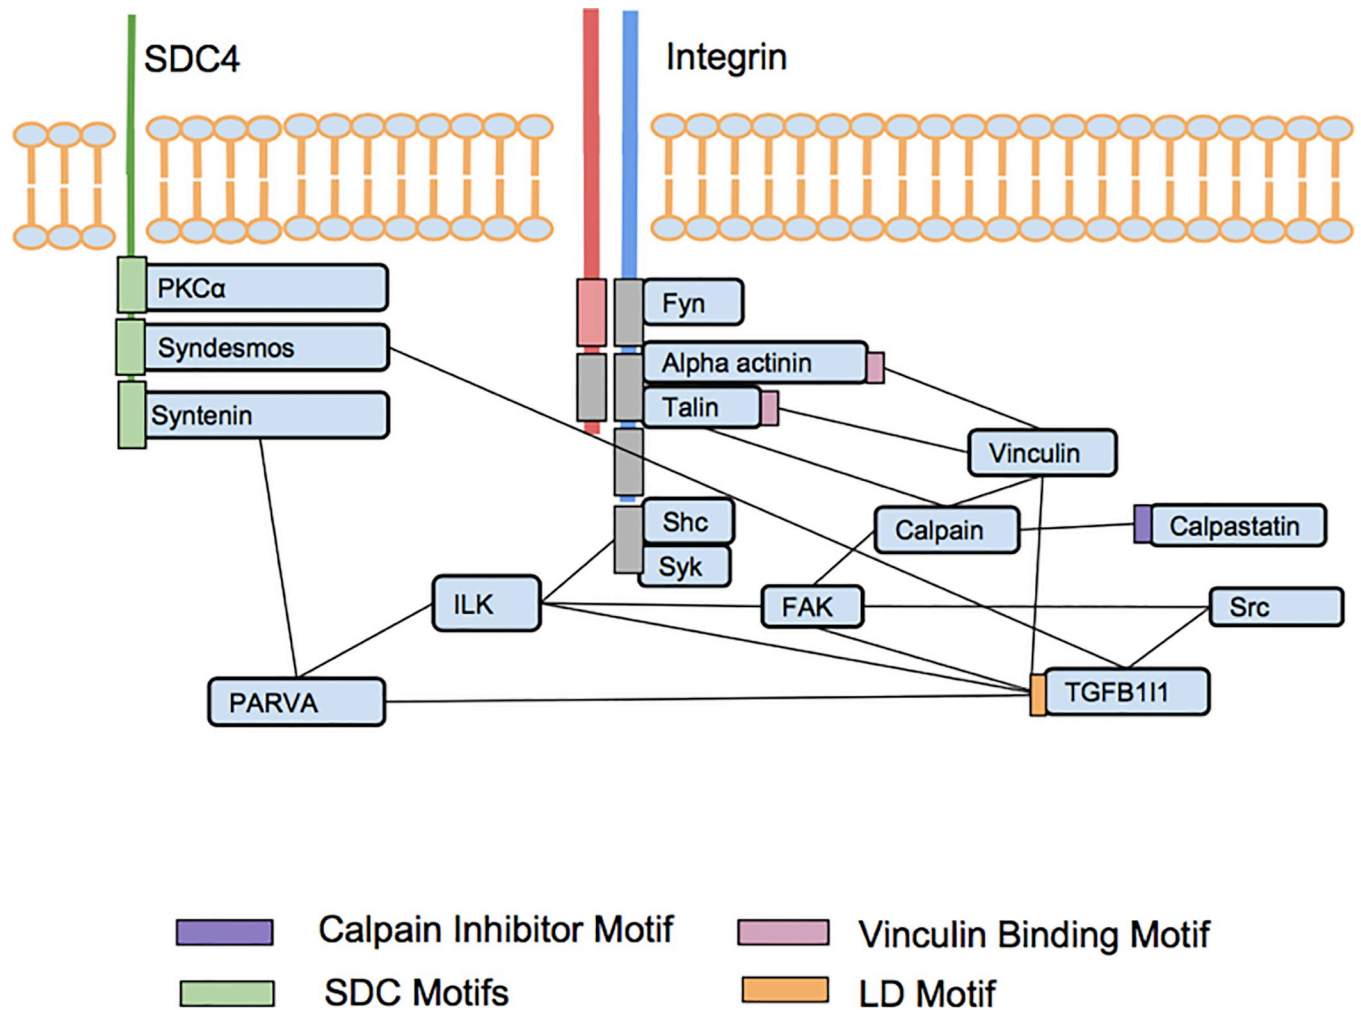 SDC4
Integrin
PKCα
Fyn
Syndesmos
Alpha actinin
Syntenin
Talin
Vinculin
Shc
Calpain
Calpastatin
Syk
ILK
FAK
Src
PARVA
TGFB1I1
Calpain Inhibitor Motif
Vinculin Binding Motif
SDC Motifs
LD Motif